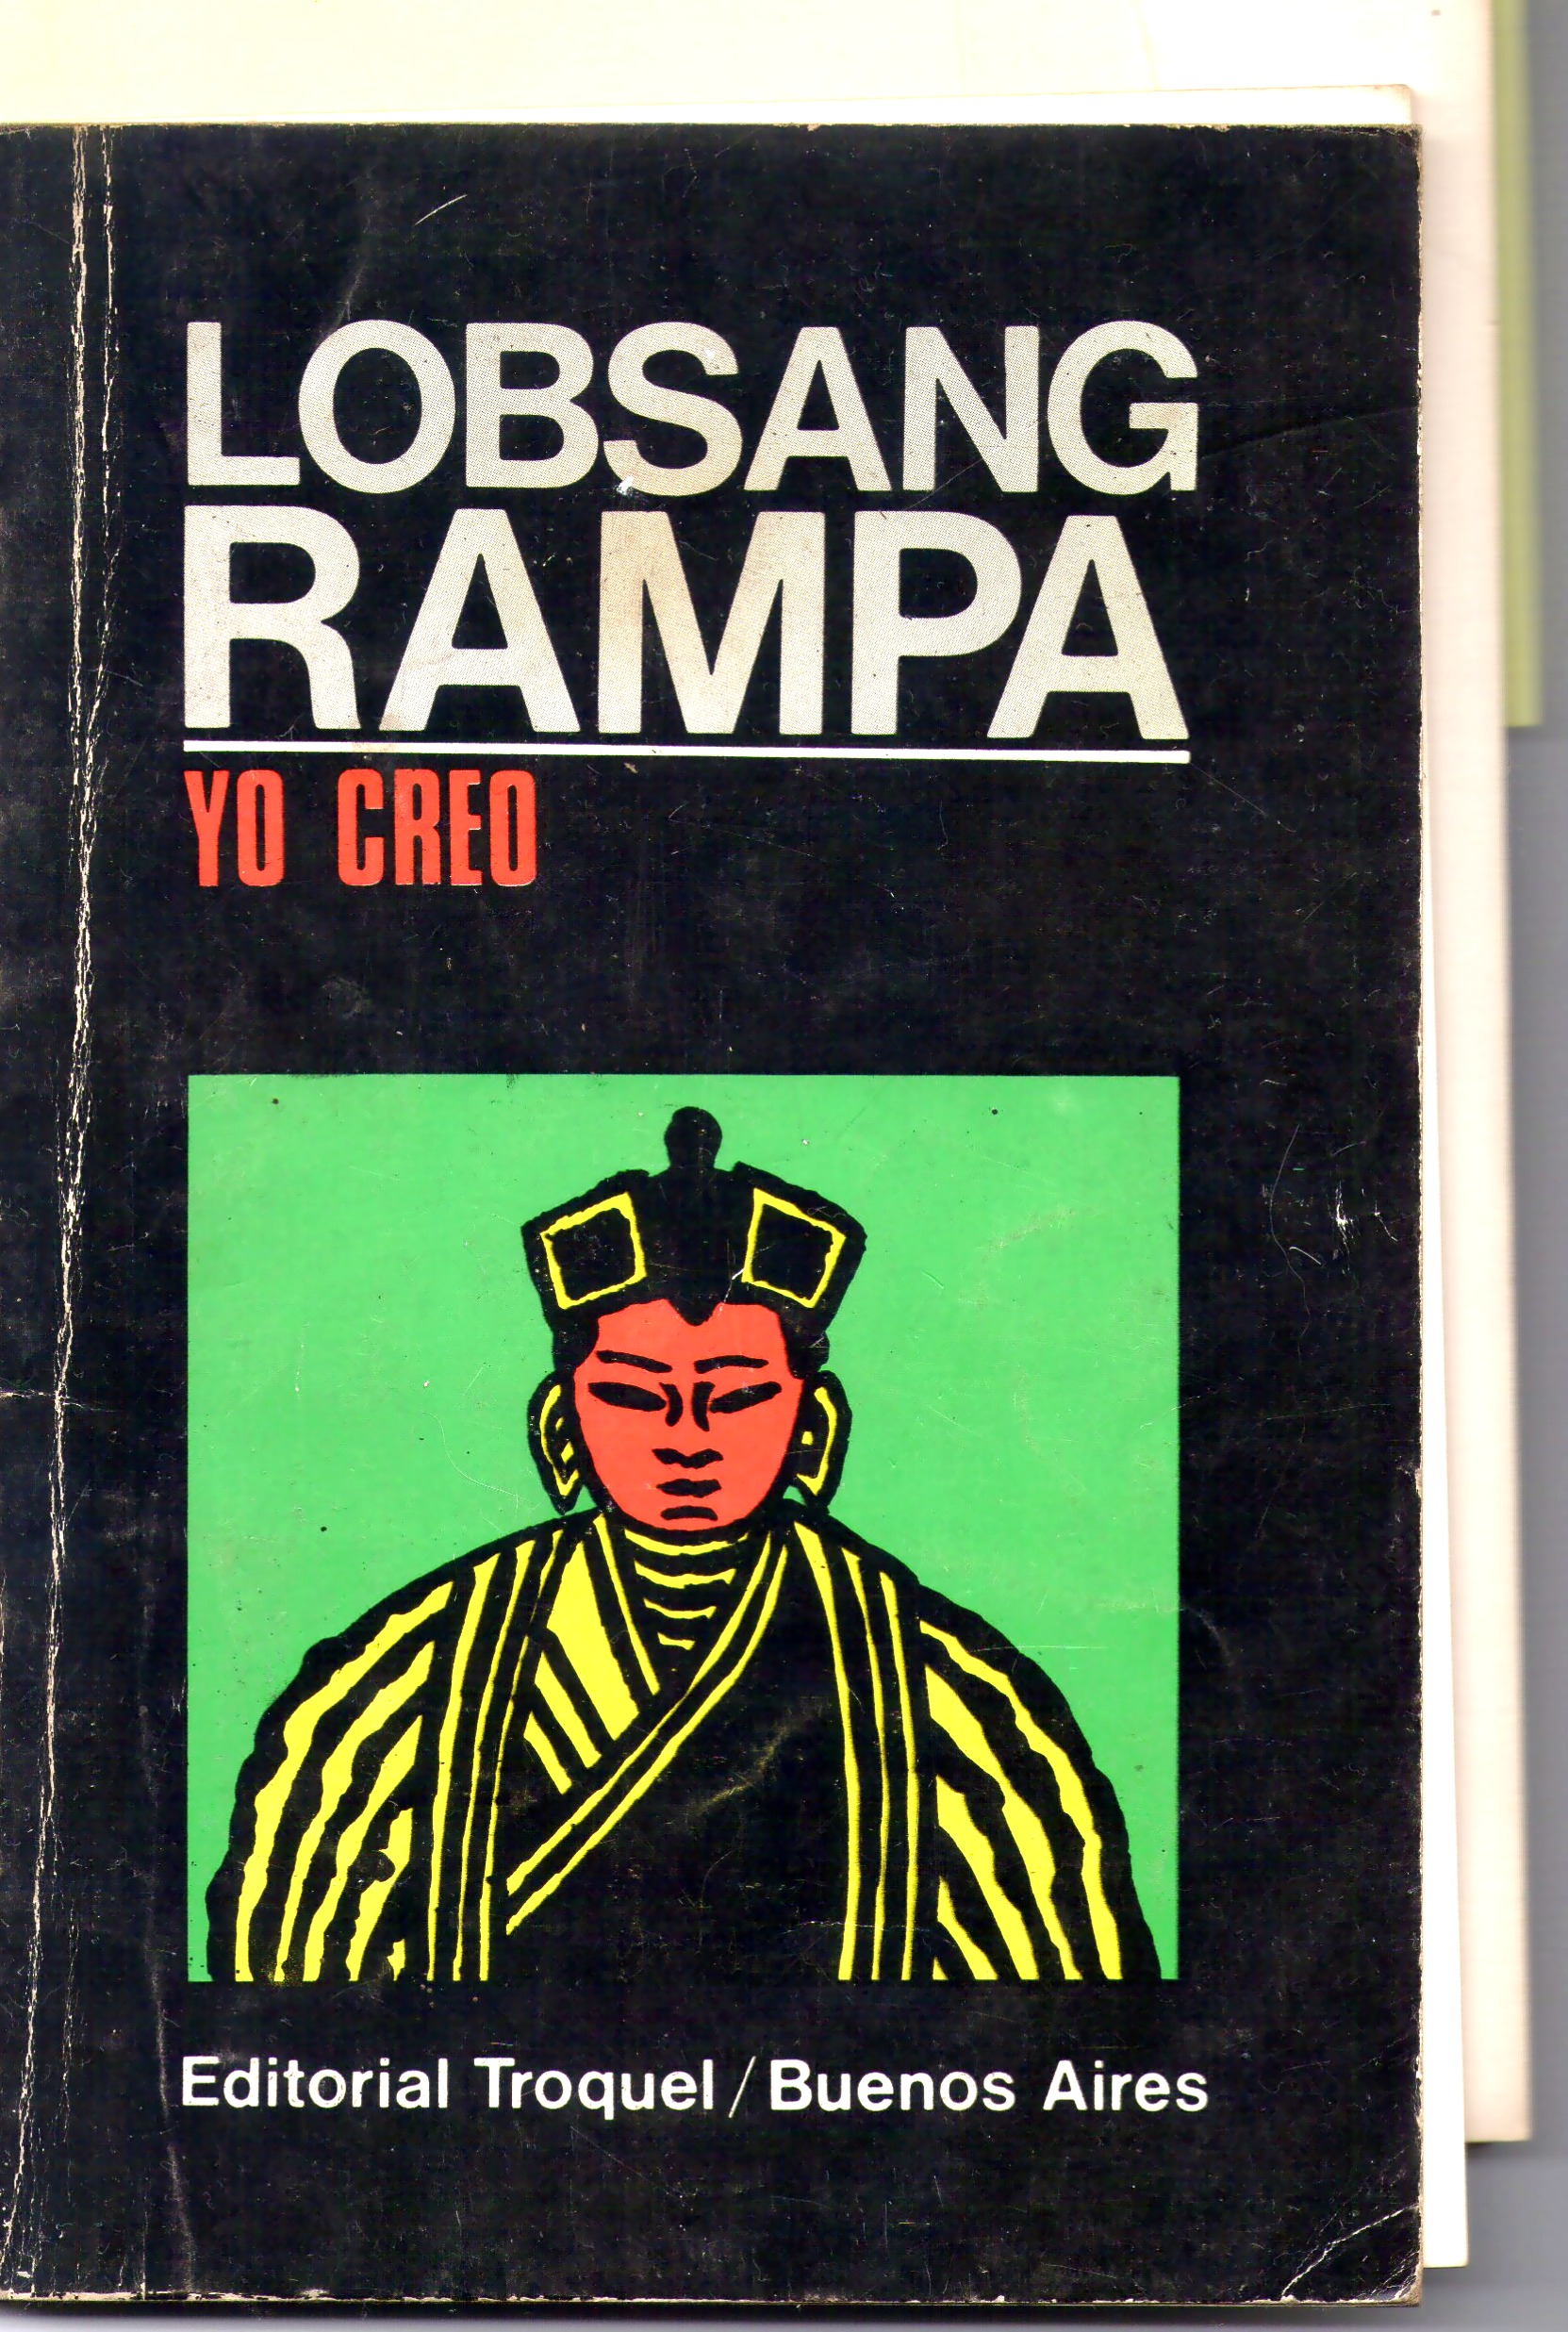 LOBSANG
RAMPA
YO CREO
Editorial Troquel/Buenos Aires